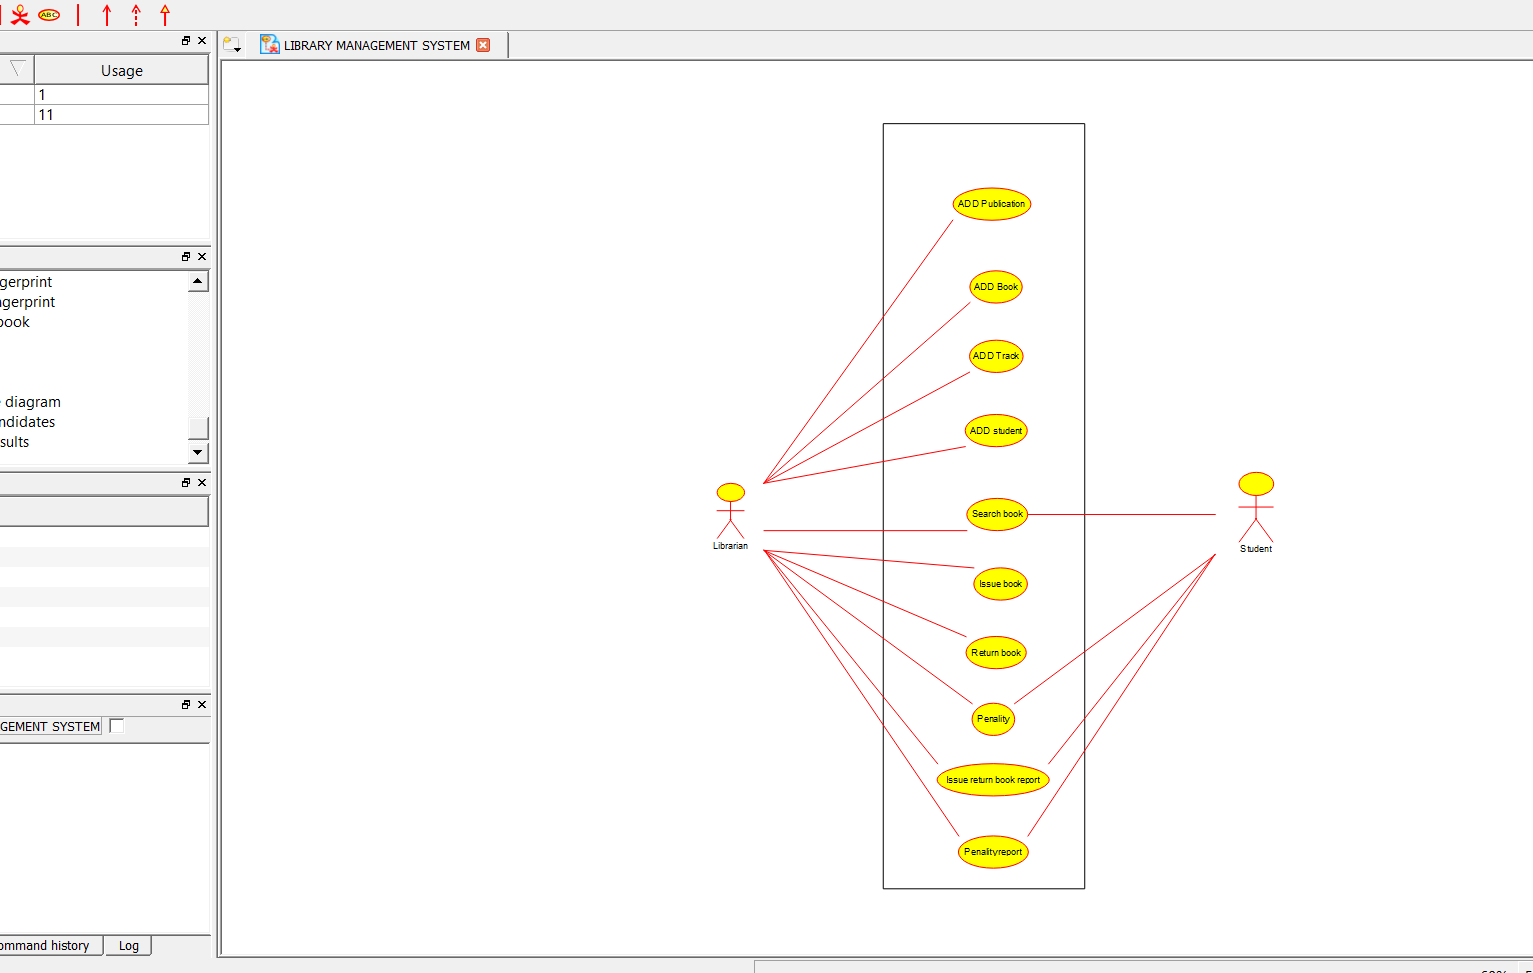 ABC
LIBRARY MANAGEMENT SYSTEM
Usage
1
11
gerprint
gerprint
book
diagram
ndidates
sults
GEMENT SYSTEM
ommand history
Log
ADD Publication
ADD Book
ADD Track
ADD student
Search book
Issue book
Return book
Penality
Issue return book report
Penalityreport
Librarian
Student